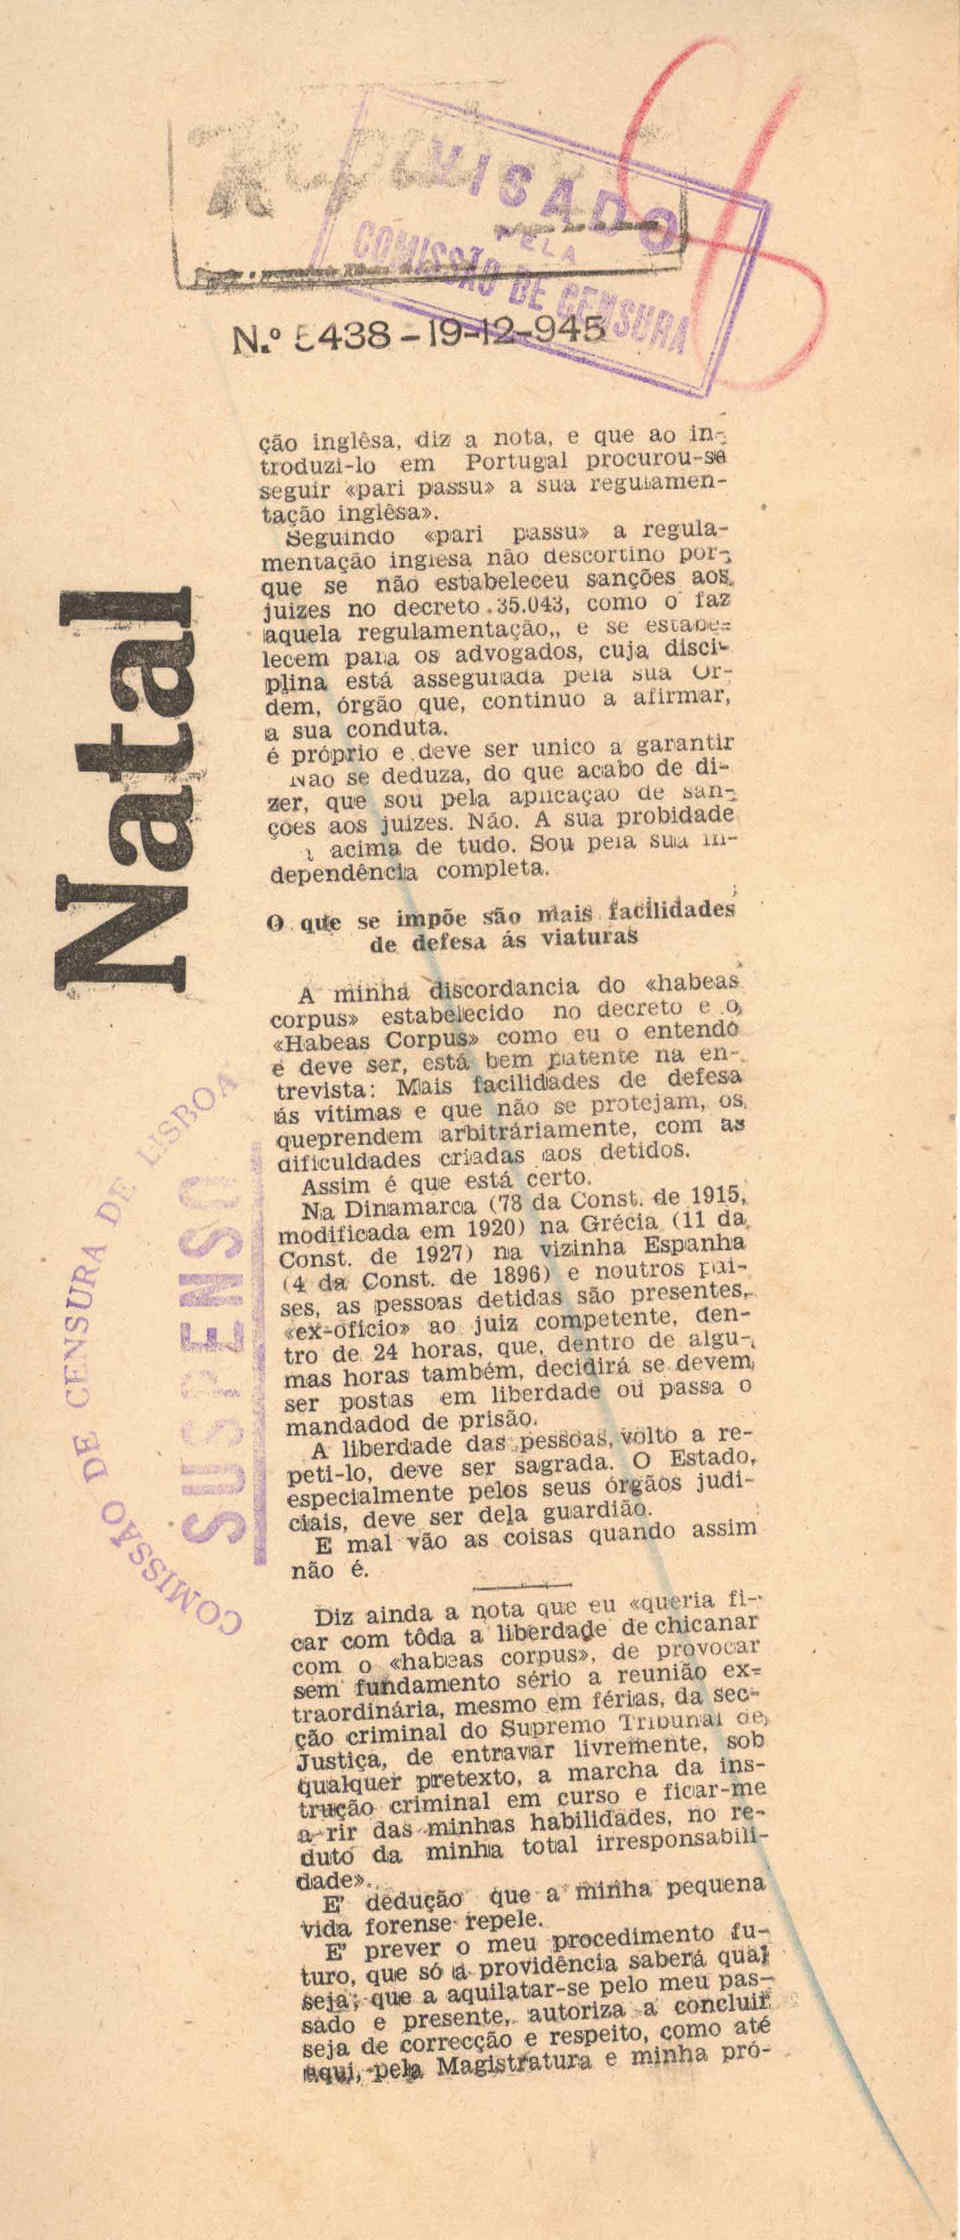 VISADO
PELA
COMISSÃO DE CENSURA
N.º 5438-19-12-945
Natal
COMISSÃO DE CENSURA DE LISBOA
SUSPENSO
ção inglêsa, diz a nota, e que ao in-
troduzi-lo em Portugal procurou-se
seguir «pari passu» a sua regulamen-
tação inglêsa».
Seguindo «pari passu» a regula-
mentação inglesa não descortino por-
que se não estabeleceu sanções aos
juizes no decreto 35.043, como o faz
aquela regulamentação,, e se estabe-
lecem para os advogados, cuja disci-
plina está assegurada pela sua Or-
dem, órgão que, continuo a afirmar,
a sua conduta.
é próprio e deve ser unico a garantir
Não se deduza, do que acabo de di-
zer, que sou pela aplicação de san-
ções aos juizes. Não. A sua probidade
acima de tudo. Sou pela sua in-
dependência completa.
O que se impõe são mais facilidades
de defesa ás viaturas
A minha discordancia do «habeas
corpus» estabelecido no decreto e o
«Habeas Corpus» como eu o entendo
e deve ser, está bem patente na en-
trevista: Mais facilidades de defesa
ás vitimas e que não se protejam, os
queprendem arbitráriamente, com as
dificuldades criadas aos detidos.
Assim é que está certo.
Na Dinamarca (78 da Const. de 1915,
modificada em 1920) na Grécia (11 da
Const. de 1927) na vizinha Espanha
(4 da Const. de 1896) e noutros pai-
ses, as pessoas detidas são presentes,
«ex-oficio» ao juiz competente, den-
tro de 24 horas, que, dentro de algu-
mas horas também, decidirá se devem
ser postas em liberdade ou passa o
mandadod de prisão.
A liberdade das pessoas, volto a re-
peti-lo, deve ser sagrada. O Estado,
especialmente pelos seus órgãos judi-
ciais, deve ser dela guardião.
E mal vão as coisas quando assim
não é.
Diz ainda a nota que eu «queria fi-
car com tôda a liberdade de chicanar
com o «habeas corpus», de provocar
sem fundamento sério a reunião ex-
traordinária, mesmo em férias, da sec-
ção criminal do Supremo Tribunal de
Justiça, de entravar livremente, sob
qualquer pretexto, a marcha da ins-
trução criminal em curso e ficar-me
a rir das minhas habilidades, no re-
duto da minha total irresponsabili-
dade».
E' dedução que a minha pequena
vida forense repele.
E' prever o meu procedimento fu-
turo, que só a providência saberá qual
seja; que a aquilatar-se pelo meu pas-
sado e presente, autoriza a concluir
seja de correcção e respeito, como até
aqui, pela Magistratura e minha pró-